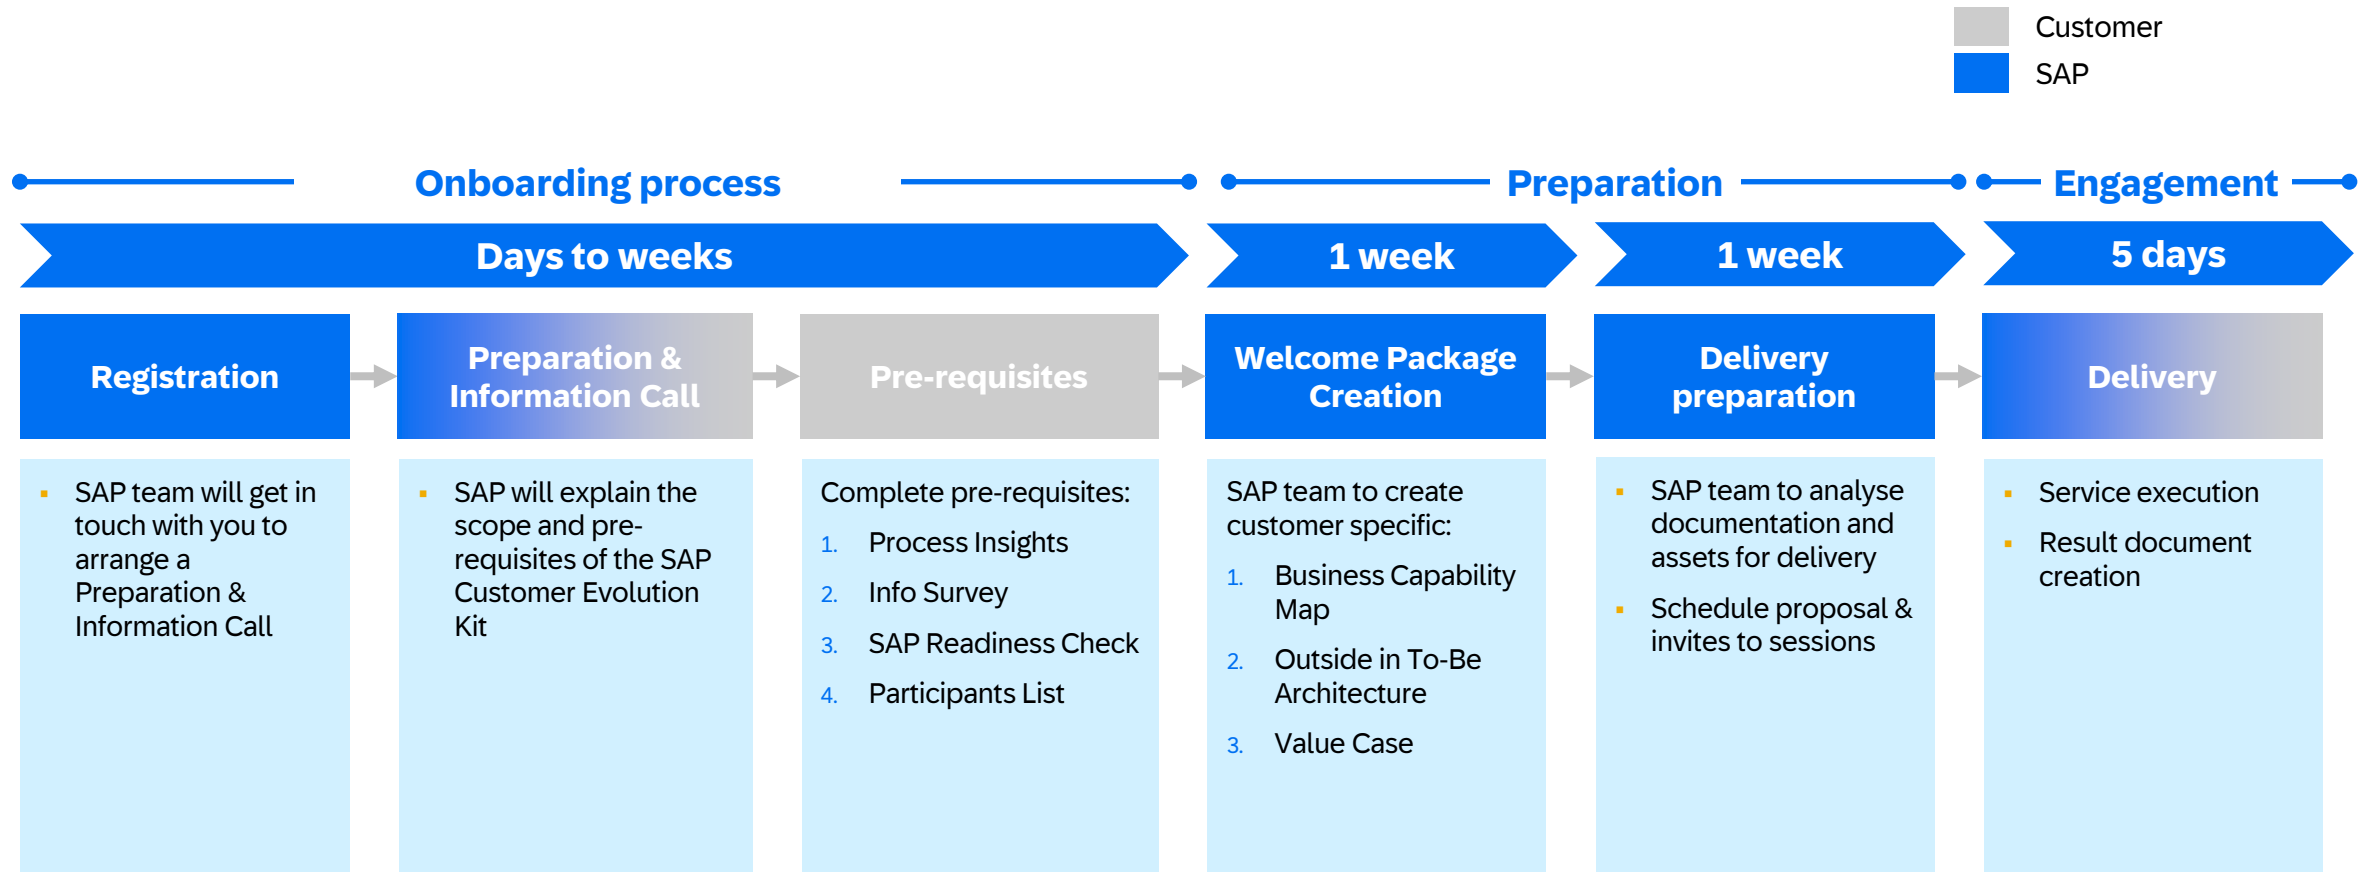 Customer
SAP
Onboarding process
Preparation
Engagement
Days to weeks
1 week
1 week
5 days
Registration
Preparation &
Information Call
Pre-requisites
Welcome Package
Creation
Delivery
preparation
Delivery
▪ SAP team will get in
touch with you to
arrange a
Preparation &
Information Call
▪ SAP will explain the
scope and pre-
requisites of the SAP
Customer Evolution
Kit
Complete pre-requisites:
1. Process Insights
2. Info Survey
3. SAP Readiness Check
4. Participants List
SAP team to create
customer specific:
1. Business Capability
Map
2. Outside in To-Be
Architecture
3. Value Case
▪ SAP team to analyse
documentation and
assets for delivery
▪ Schedule proposal &
invites to sessions
▪ Service execution
▪ Result document
creation